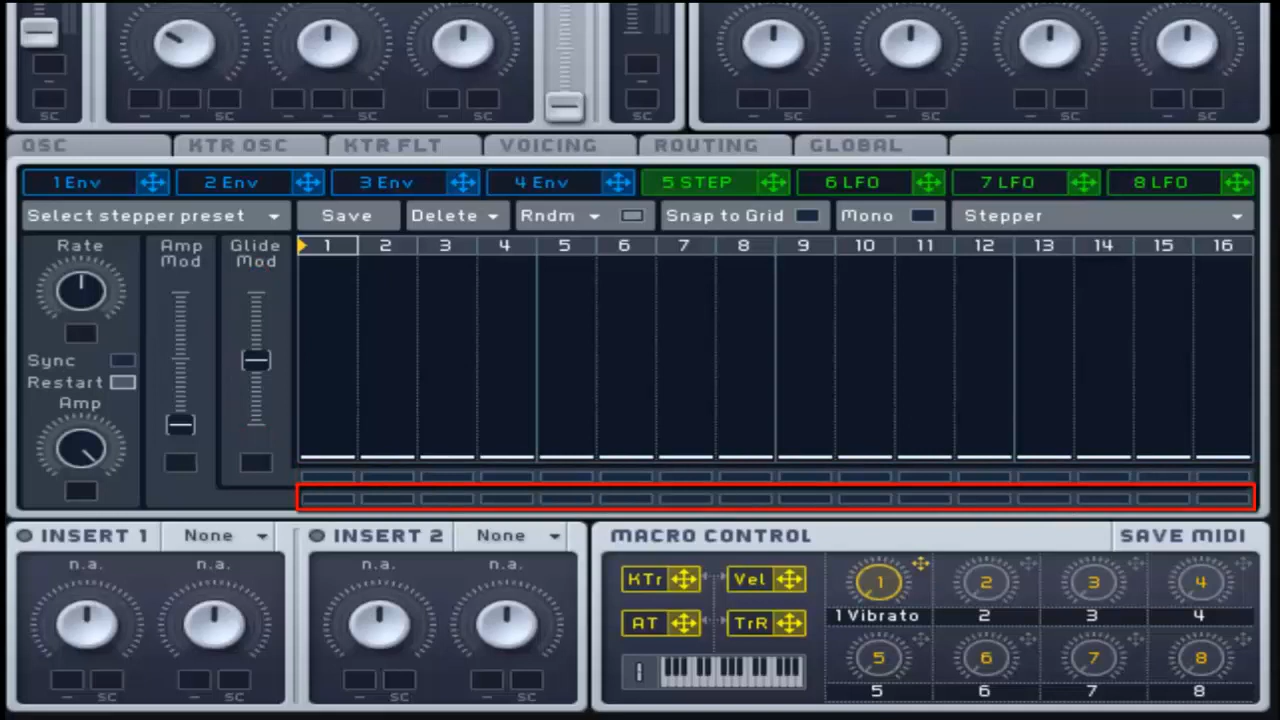 SC SC SC SC SC SC SC SC
OSC KTR OSC KTR FLT VOICING ROUTING GLOBAL
1 Env 2 Env 3 Env 4 Env 5 STEP 6 LFO 7 LFO 8 LFO
Select stepper preset Save Delete Rndm Snap to Grid Mono Stepper
Rate Amp Mod Glide Mod 1 2 3 4 5 6 7 8 9 10 11 12 13 14 15 16
Sync
Restart
Amp
INSERT 1 None INSERT 2 None MACRO CONTROL SAVE MIDI
n.a. n.a. n.a. n.a.
KTr Vel 1 2 3 4
AT TrR 1 Vibrato 2 3 4
5 6 7 8
SC SC SC SC 5 6 7 8